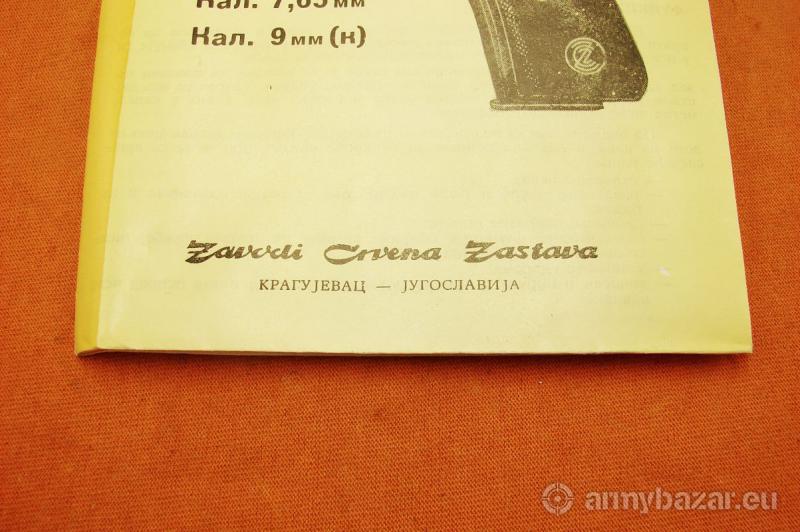 Кал. 7,65 мм
Кал. 9 мм (к)
Zavodi Crvena Zastava
КРАГУЈЕВАЦ — ЈУГОСЛАВИЈА
armybazar.eu